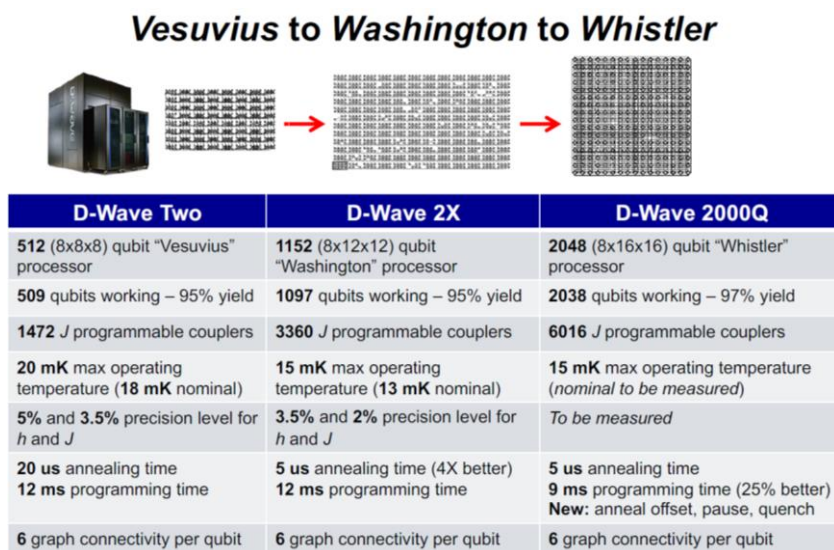 Vesuvius to Washington to Whistler
D-Wave Two
D-Wave 2X
D-Wave 2000Q
512 (8x8x8) qubit “Vesuvius”
processor
1152 (8x12x12) qubit
“Washington” processor
2048 (8x16x16) qubit “Whistler”
processor
509 qubits working – 95% yield
1097 qubits working – 95% yield
2038 qubits working – 97% yield
1472 J programmable couplers
3360 J programmable couplers
6016 J programmable couplers
20 mK max operating
temperature (18 mK nominal)
15 mK max operating
temperature (13 mK nominal)
15 mK max operating temperature
(nominal to be measured)
5% and 3.5% precision level for
h and J
3.5% and 2% precision level for
h and J
To be measured
20 us annealing time
12 ms programming time
5 us annealing time (4X better)
12 ms programming time
5 us annealing time
9 ms programming time (25% better)
New: anneal offset, pause, quench
6 graph connectivity per qubit
6 graph connectivity per qubit
6 graph connectivity per qubit